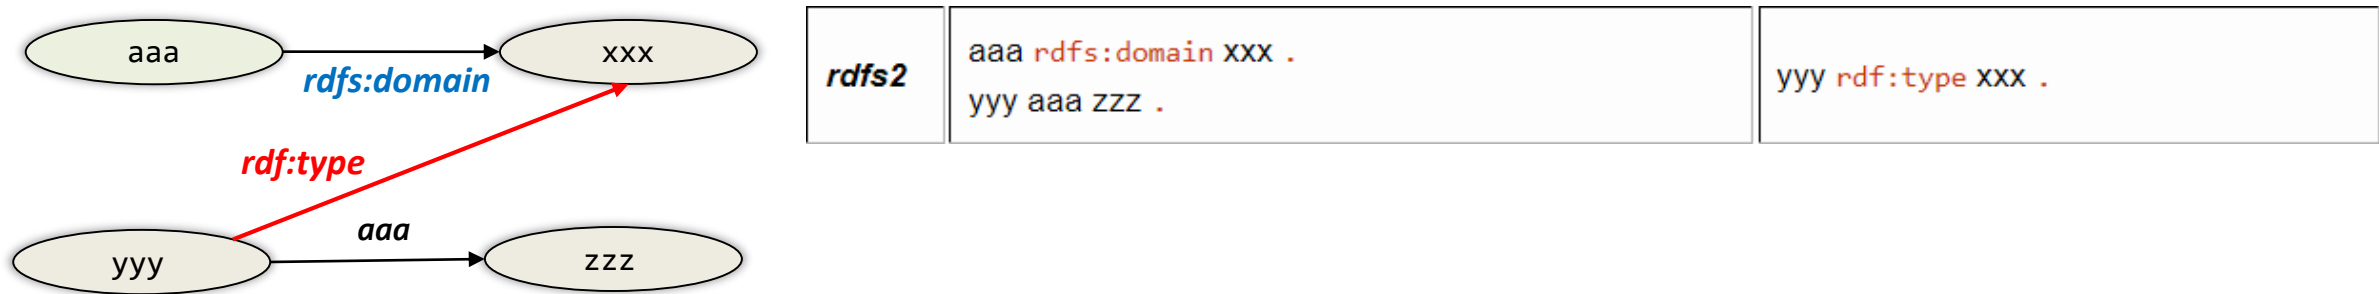 aaa
xxx
rdfs:domain
rdf:type
aaa
yyy
zzz
rdfs2
aaa rdfs:domain xxx .
yyy aaa zzz .
yyy rdf:type xxx .